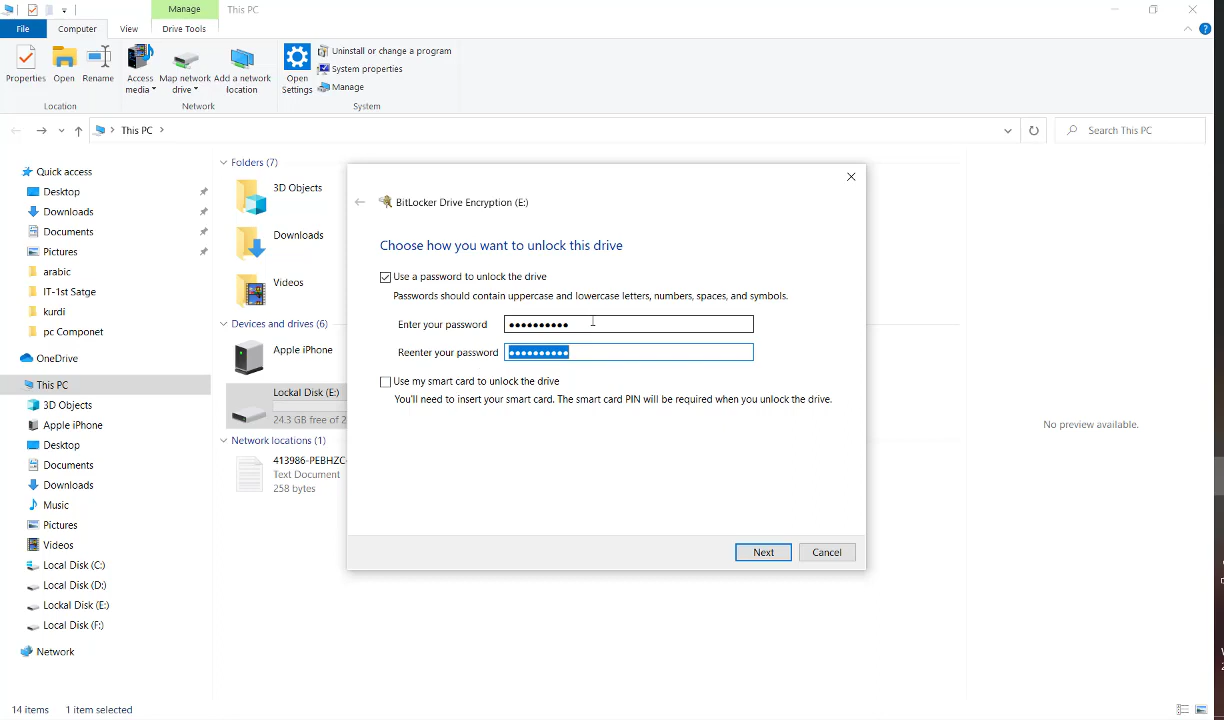 Manage
This PC
File
Computer
View
Drive Tools
Properties
Open
Rename
Access media
Map network drive
Add a network location
Open Settings
Uninstall or change a program
System properties
Manage
Location
Network
System
This PC
Search This PC
Quick access
Desktop
Downloads
Documents
Pictures
arabic
IT-1st Satge
kurdi
pc Componet
OneDrive
This PC
3D Objects
Apple iPhone
Desktop
Documents
Downloads
Music
Pictures
Videos
Local Disk (C:)
Local Disk (D:)
Lockal Disk (E:)
Local Disk (F:)
Network
Folders (7)
3D Objects
Downloads
Videos
Devices and drives (6)
Apple iPhone
Lockal Disk (E:)
24.3 GB free of 2
Network locations (1)
413986-PEBHZC
Text Document
258 bytes
BitLocker Drive Encryption (E:)
Choose how you want to unlock this drive
Use a password to unlock the drive
Passwords should contain uppercase and lowercase letters, numbers, spaces, and symbols.
Enter your password
Reenter your password
Use my smart card to unlock the drive
You'll need to insert your smart card. The smart card PIN will be required when you unlock the drive.
Next
Cancel
No preview available.
14 items
1 item selected